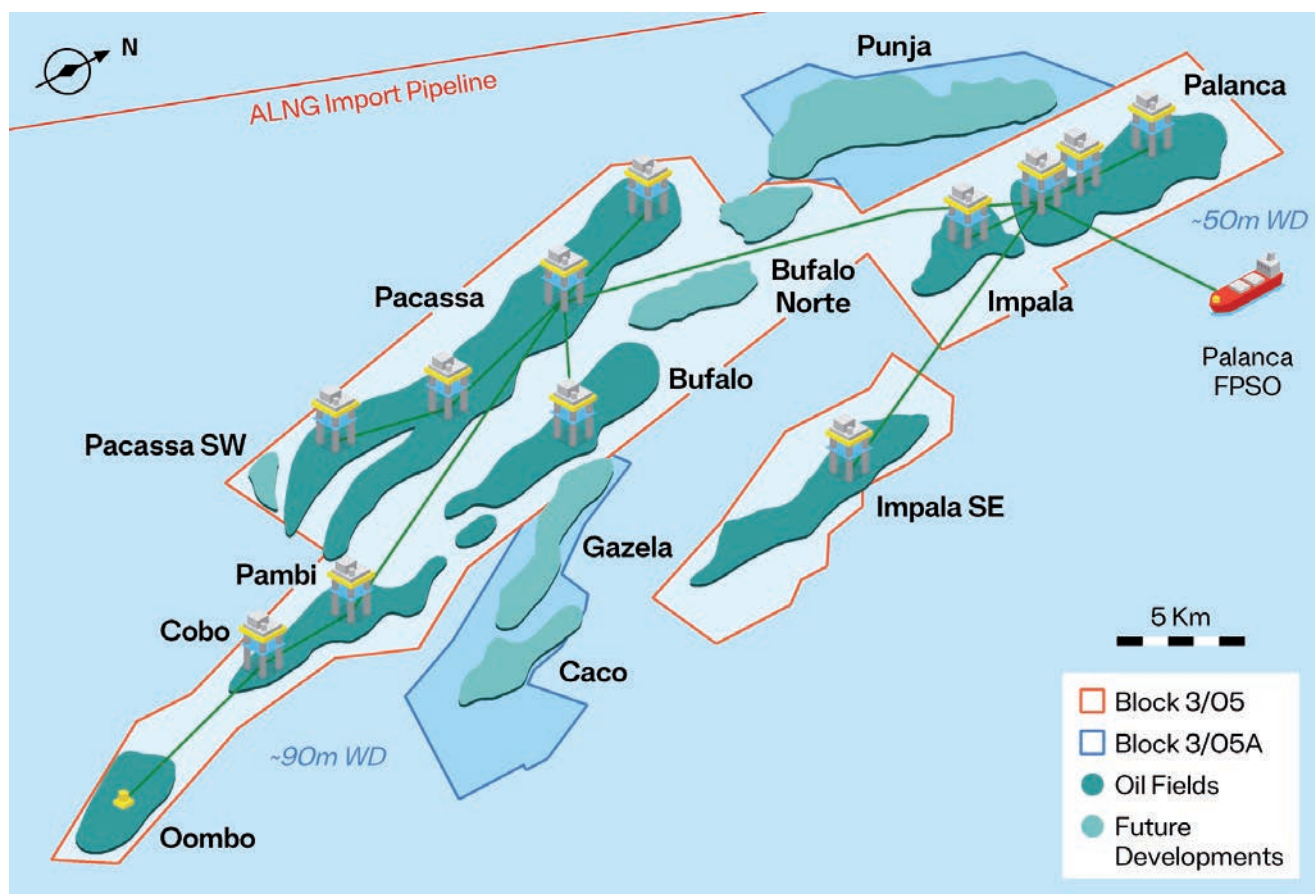 N
ALNG Import Pipeline
Punja
Palanca
~50m WD
Pacassa
Bufalo
Norte
Impala
Palanca
FPSO
Bufalo
Pacassa SW
Impala SE
Gazela
Pambi
Cobo
Caco
5 Km
~90m WD
Oombo
Block 3/05
Block 3/05A
Oil Fields
Future
Developments